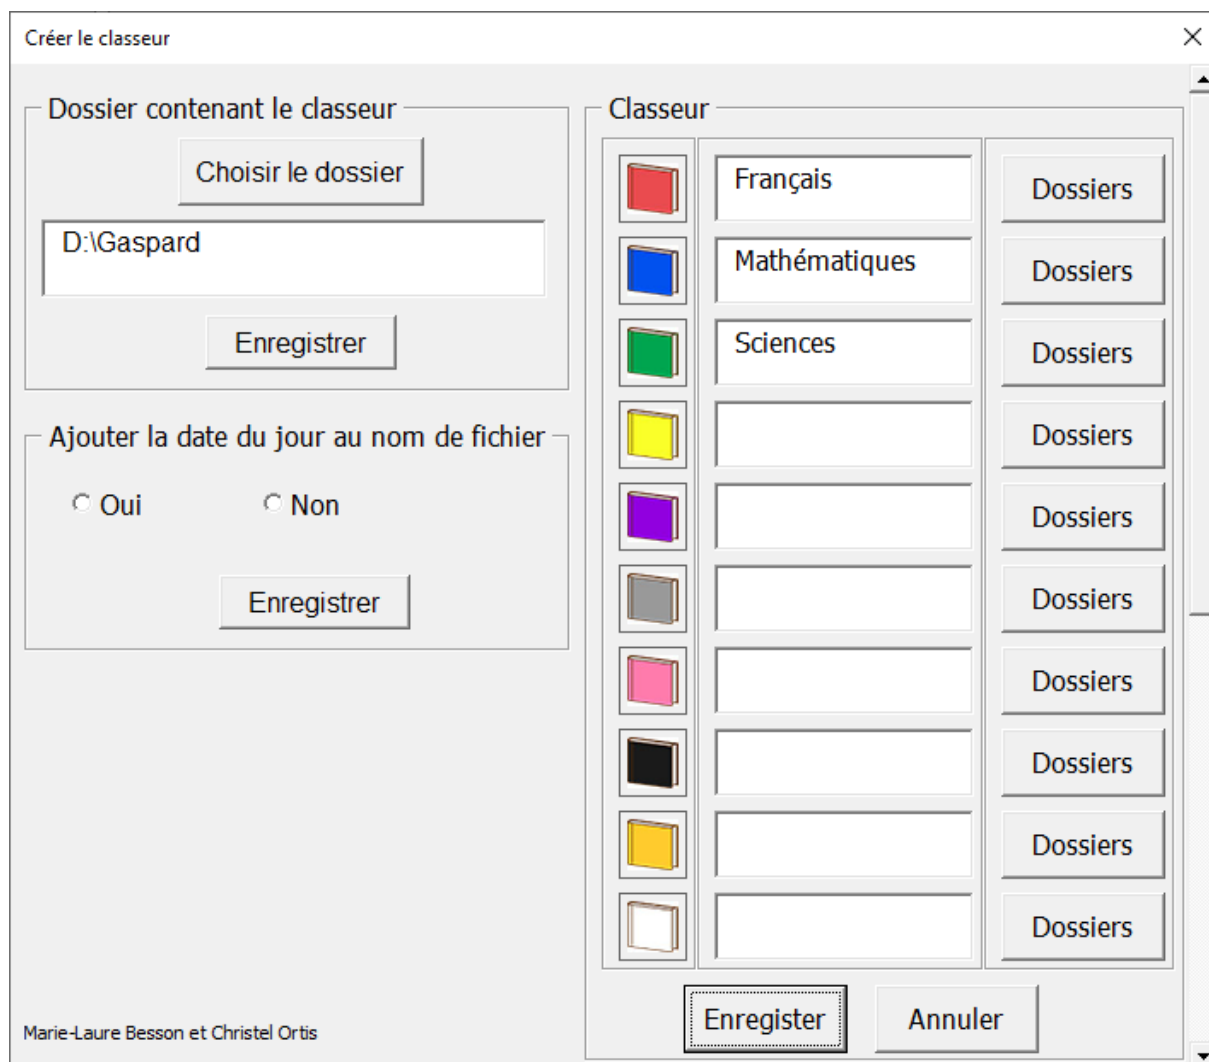 Créer le classeur
Dossier contenant le classeur
Choisir le dossier
D:\Gaspard
Enregistrer
Ajouter la date du jour au nom de fichier
Oui Non
Enregistrer
Marie-Laure Besson et Christel Ortis
Classeur
Français Dossiers
Mathématiques Dossiers
Sciences Dossiers
Dossiers
Dossiers
Dossiers
Dossiers
Dossiers
Dossiers
Dossiers
Enregister Annuler